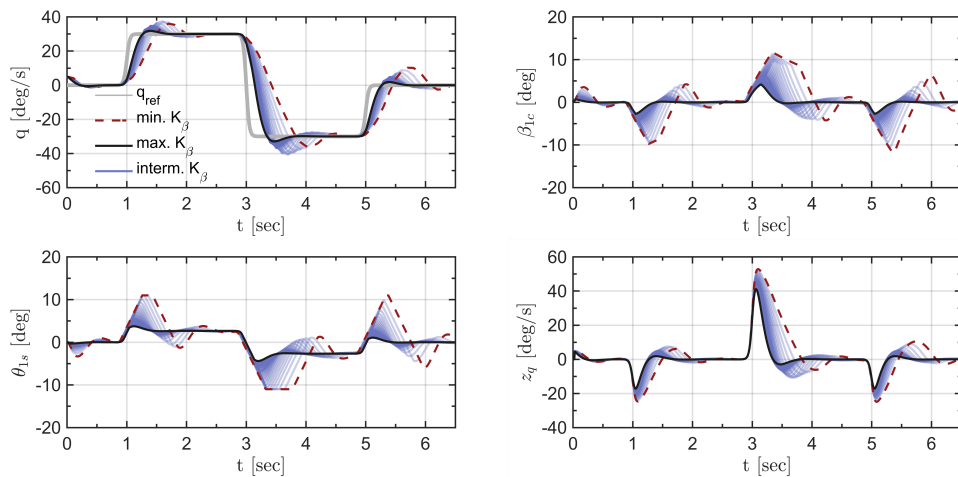 40
20
0
-20
-40
-60
q [deg/s]
q_ref
min. K_β
max. K_β
interm. K_β
0 1 2 3 4 5 6
t [sec]
20
10
0
-10
-20
β_1c [deg]
0 1 2 3 4 5 6
t [sec]
20
10
0
-10
-20
θ_1s [deg]
0 1 2 3 4 5 6
t [sec]
60
40
20
0
-20
-40
z_q [deg/s]
0 1 2 3 4 5 6
t [sec]